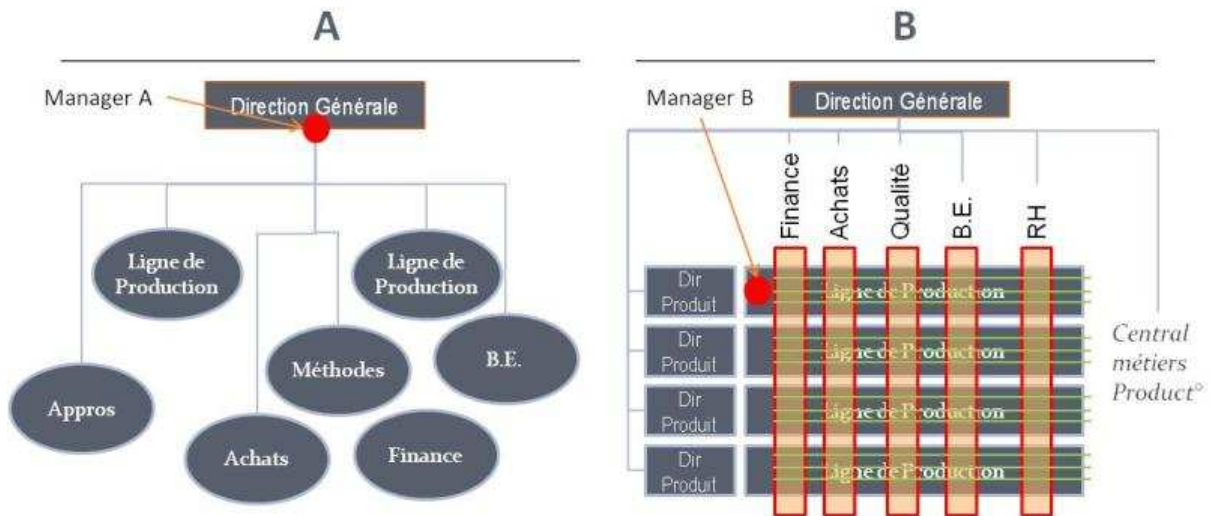 A
Manager A
Direction Générale
Ligne de
Production
Ligne de
Production
Méthodes
B.E.
Appros
Achats
Finance
B
Manager B
Direction Générale
Finance
Achats
Qualité
B.E.
RH
Dir
Produit
Ligne de Production
Dir
Produit
Ligne de Production
Dir
Produit
Ligne de Production
Dir
Produit
Ligne de Production
Central
métiers
Product°